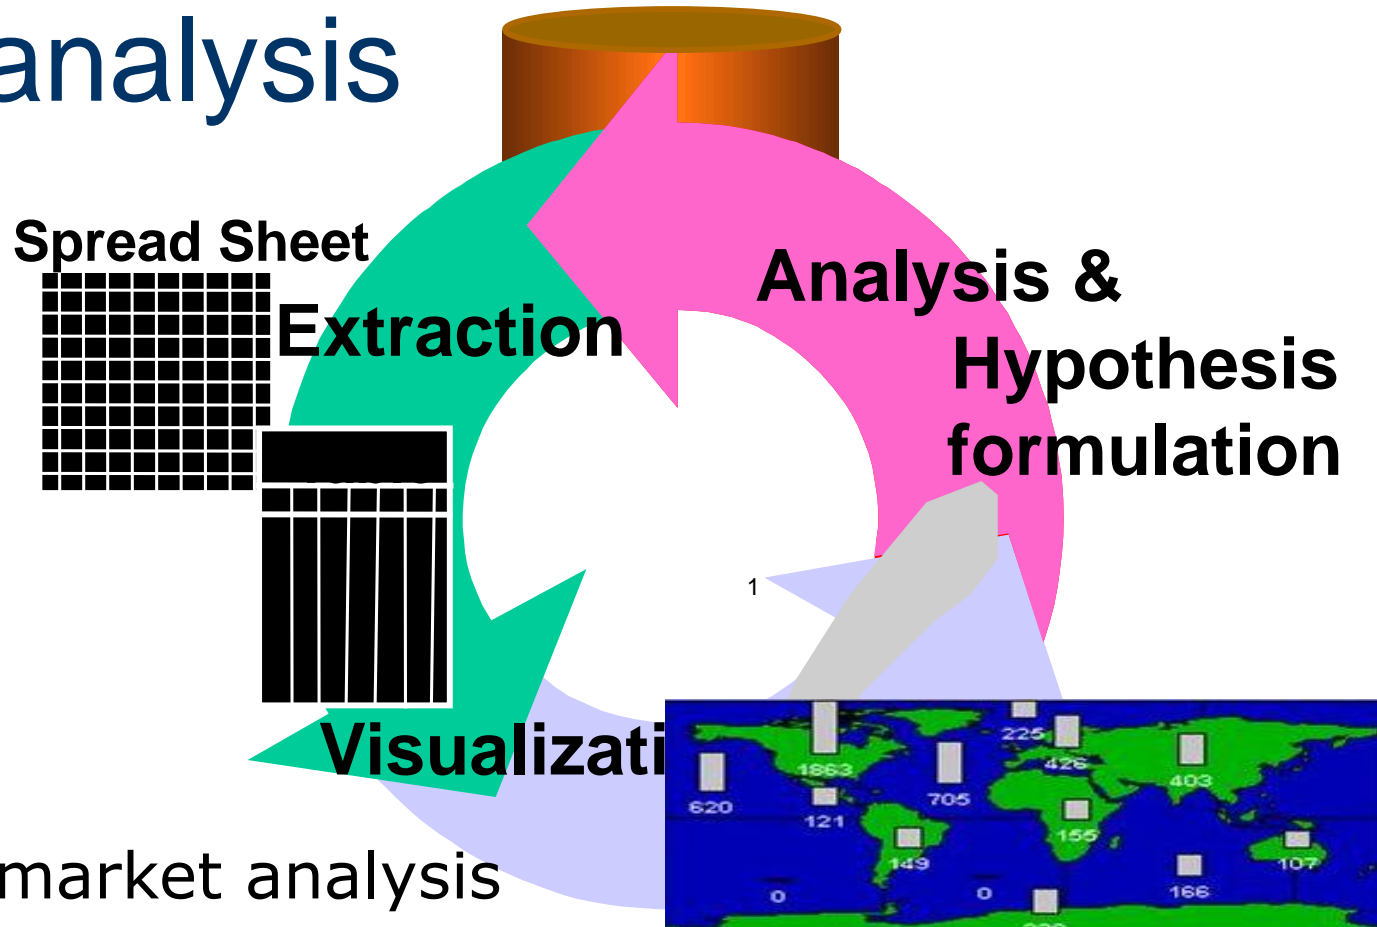 analysis
Spread Sheet
Extraction
Analysis &
Hypothesis
formulation
1
Visualizati
225
1863
426
403
620
705
121
155
149
107
0
0
166
market analysis